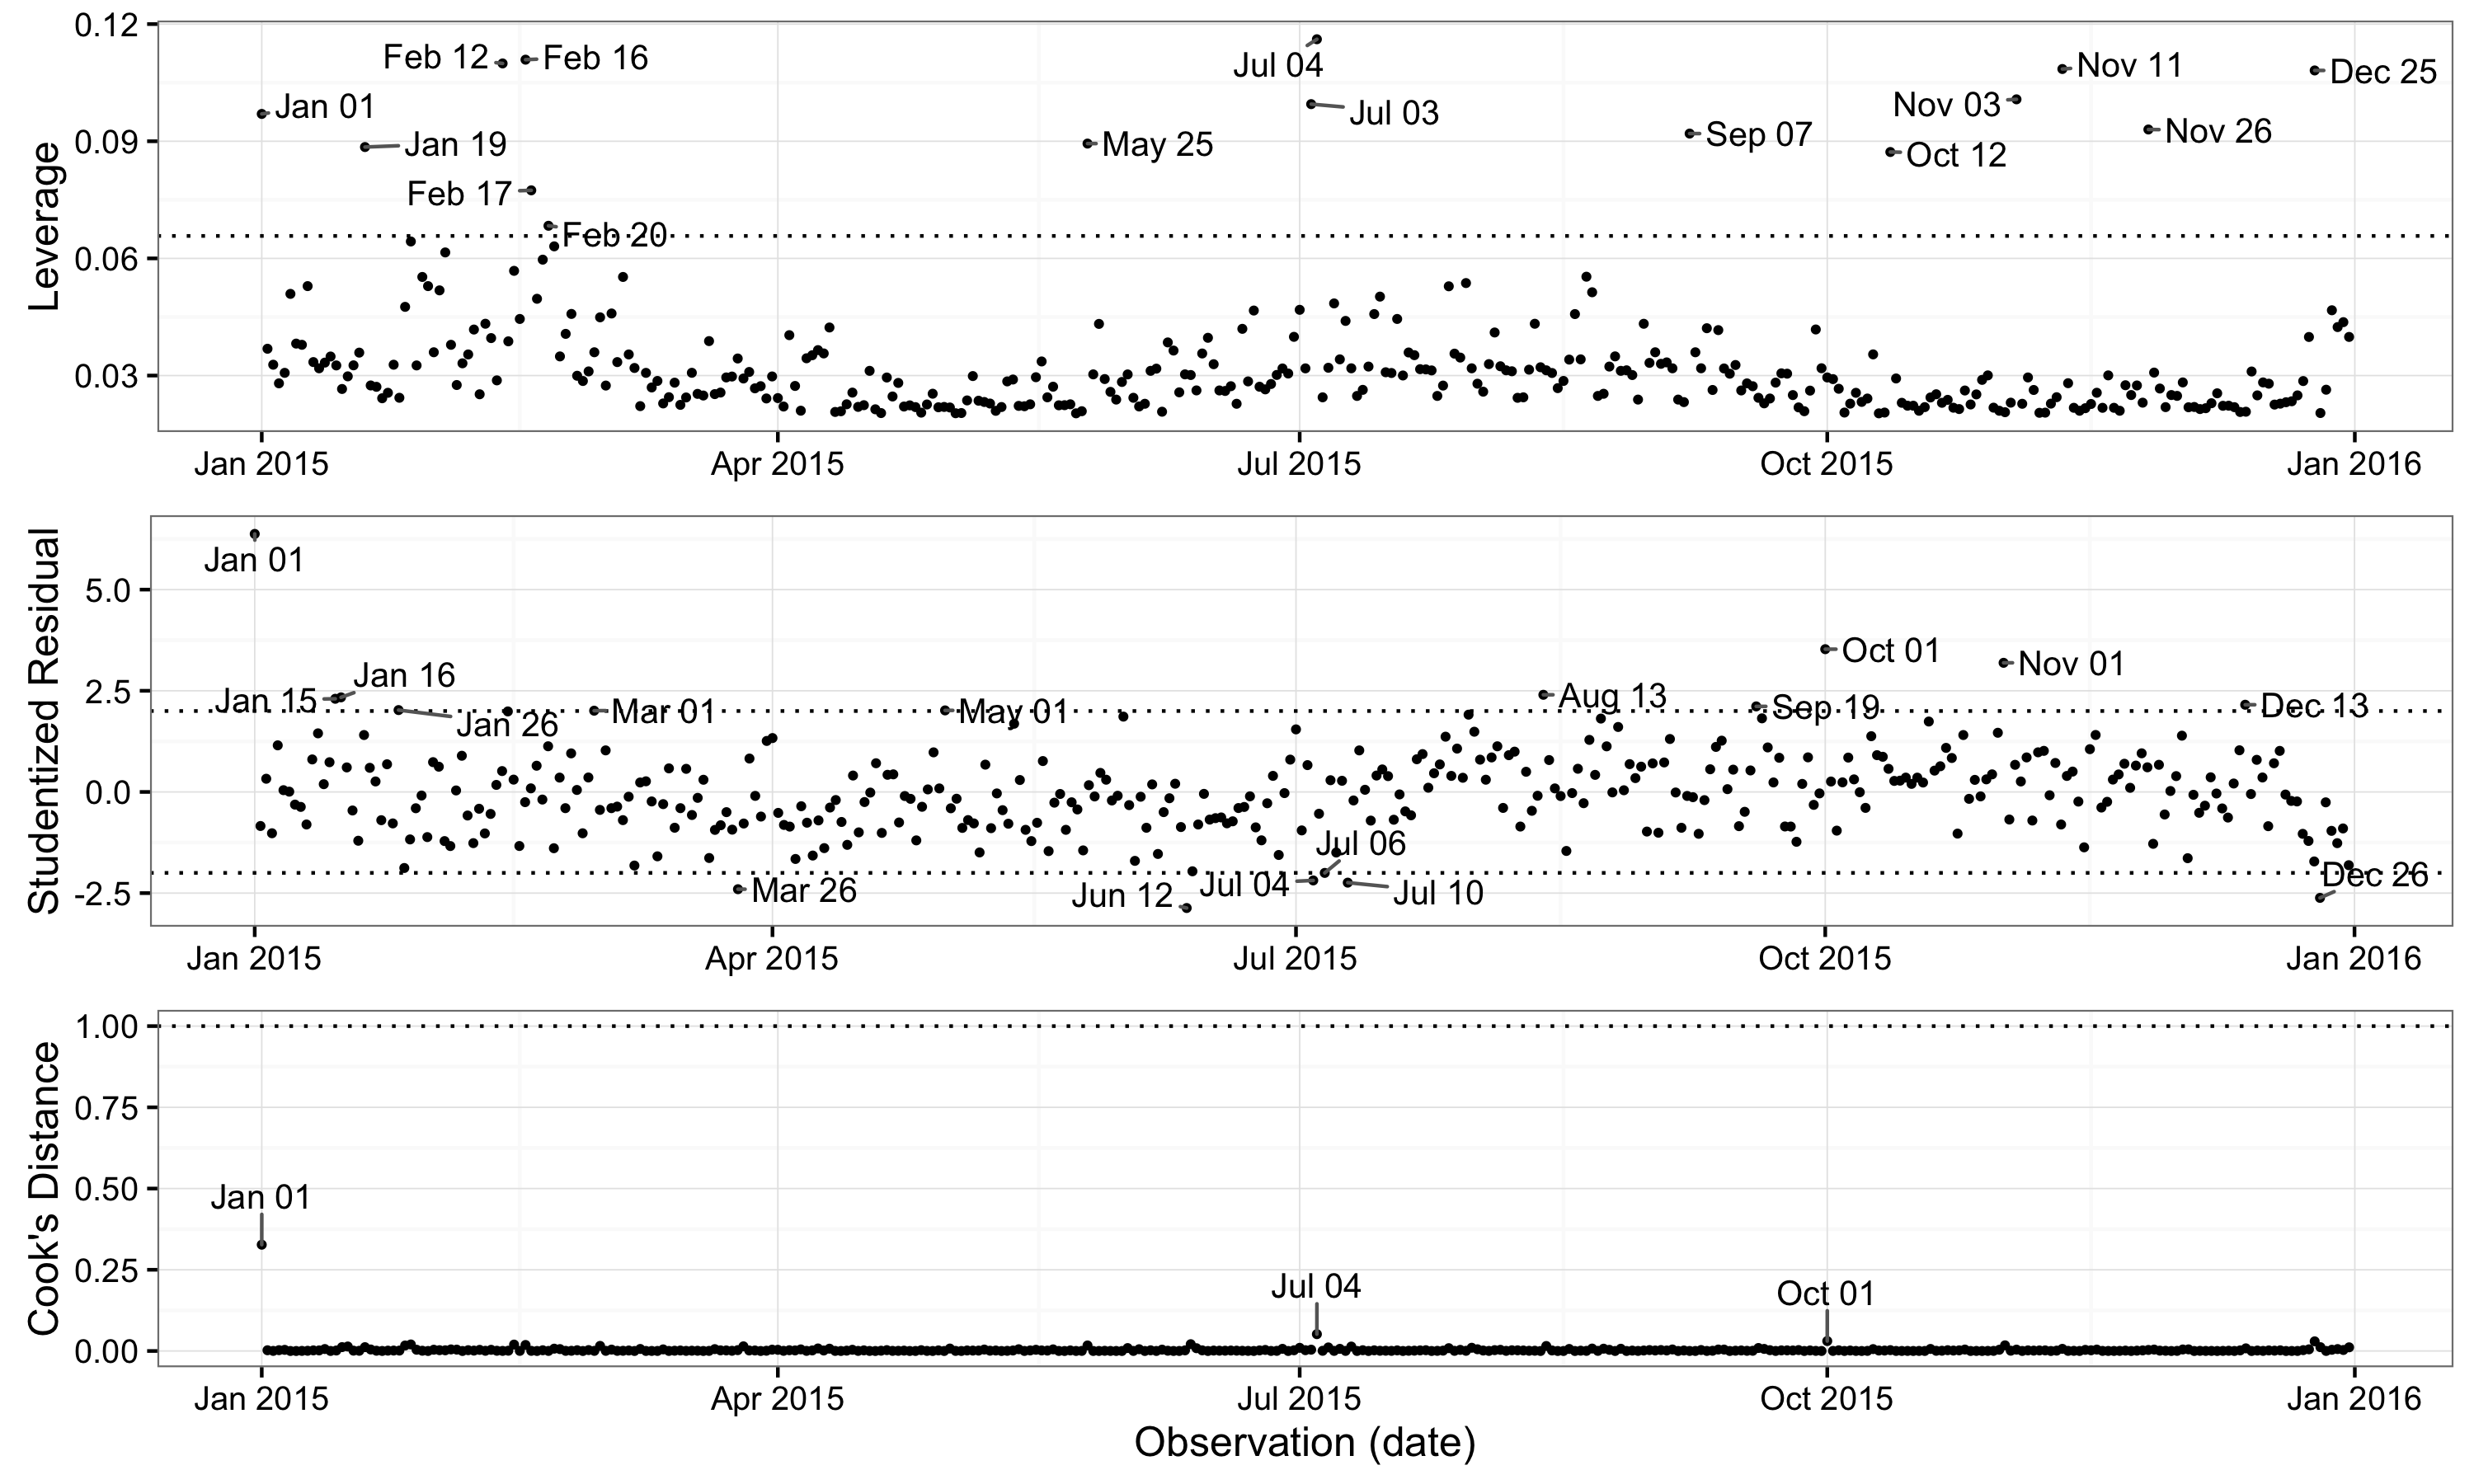 Leverage
0.12
0.09
0.06
0.03
Feb 12
Feb 16
Jan 01
Jan 19
Feb 17
Feb 20
May 25
Jul 04
Jul 03
Sep 07
Nov 03
Oct 12
Nov 11
Nov 26
Dec 25
Jan 2015
Apr 2015
Jul 2015
Oct 2015
Jan 2016
Studentized Residual
5.0
2.5
0.0
-2.5
Jan 01
Jan 15
Jan 16
Jan 26
Mar 01
May 01
Mar 26
Jun 12
Jul 04
Jul 06
Jul 10
Aug 13
Sep 19
Oct 01
Nov 01
Dec 13
Dec 26
Jan 2015
Apr 2015
Jul 2015
Oct 2015
Jan 2016
Cook's Distance
1.00
0.75
0.50
0.25
0.00
Jan 01
Jul 04
Oct 01
Jan 2015
Apr 2015
Jul 2015
Oct 2015
Jan 2016
Observation (date)